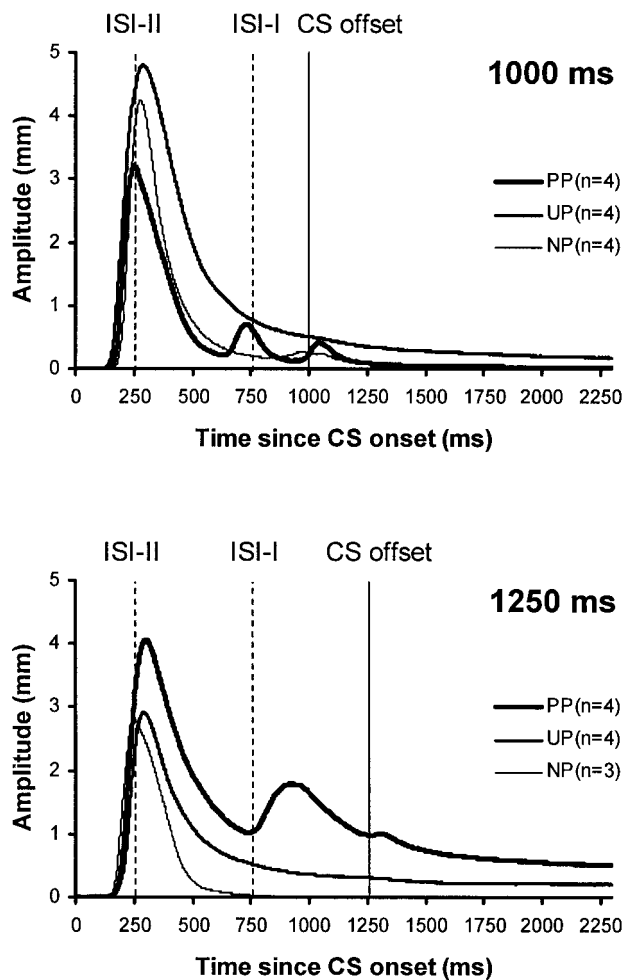 ISI-II ISI-I CS offset
1000 ms
5
4
3
2
1
0
Amplitude (mm)
PP(n=4)
UP(n=4)
NP(n=4)
0 250 500 750 1000 1250 1500 1750 2000 2250
Time since CS onset (ms)
ISI-II ISI-I CS offset
1250 ms
5
4
3
2
1
0
Amplitude (mm)
PP(n=4)
UP(n=4)
NP(n=3)
0 250 500 750 1000 1250 1500 1750 2000 2250
Time since CS onset (ms)